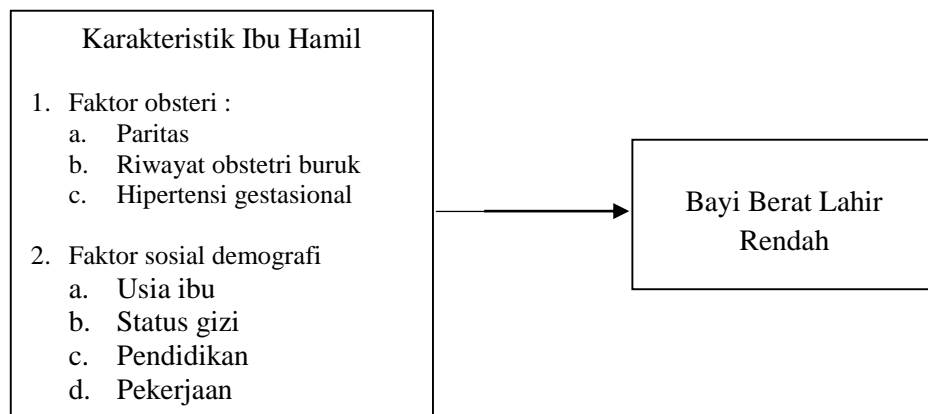 Karakteristik Ibu Hamil
1. Faktor obsteri :
a. Paritas
b. Riwayat obstetri buruk
c. Hipertensi gestasional
2. Faktor sosial demografi
a. Usia ibu
b. Status gizi
c. Pendidikan
d. Pekerjaan
Bayi Berat Lahir
Rendah